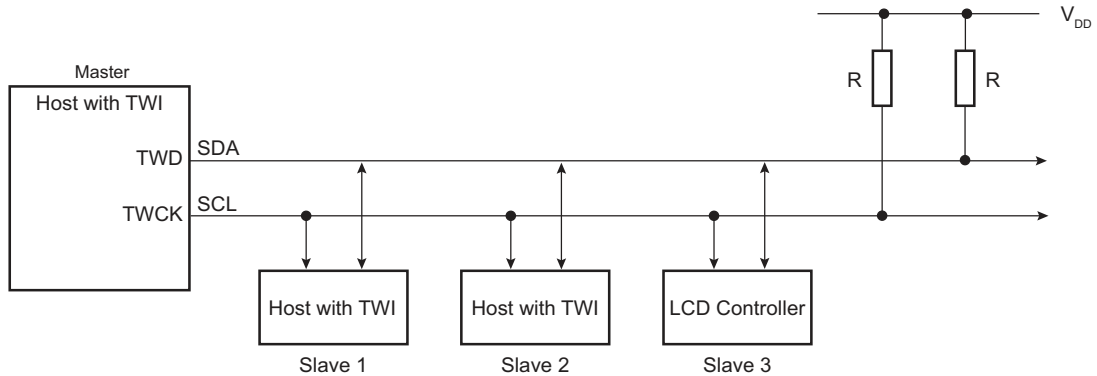 V_DD
Master
Host with TWI
R R
TWD SDA
TWCK SCL
Host with TWI Host with TWI LCD Controller
Slave 1 Slave 2 Slave 3